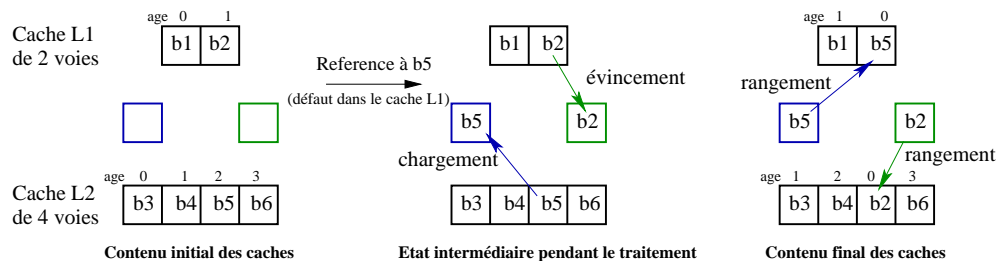 age 0 1
Cache L1
de 2 voies
b1 b2
Reference à b5
(défaut dans le cache L1)
age 0 1 2 3
Cache L2
de 4 voies
b3 b4 b5 b6
Contenu initial des caches
b1 b2
évincement
b5 b2
chargement
b3 b4 b5 b6
Etat intermédiaire pendant le traitement
age 1 0
b1 b5
rangement
b5 b2
rangement
age 1 2 0 3
b3 b4 b2 b6
Contenu final des caches